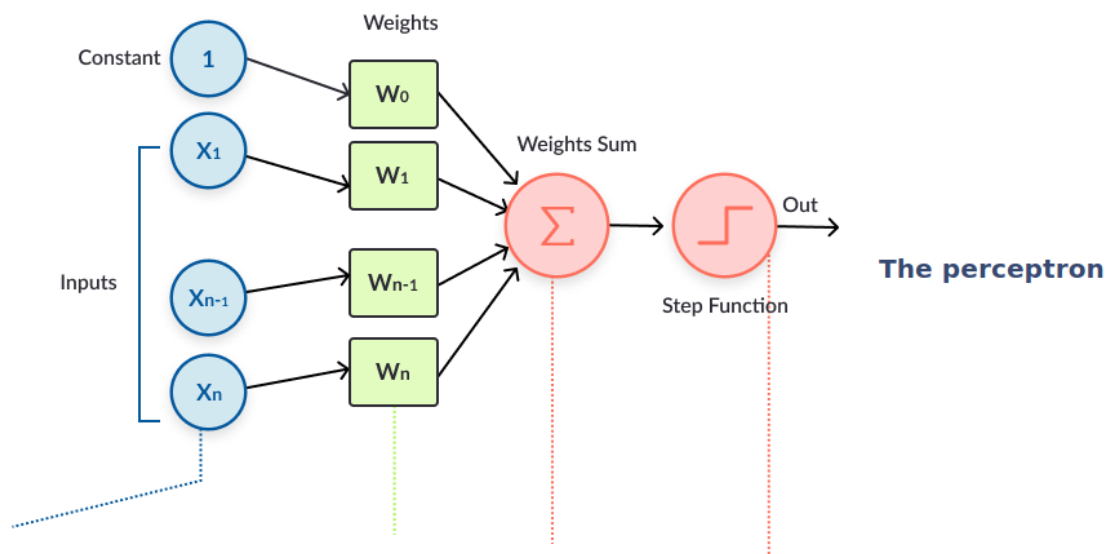 Weights
Constant
1
W0
X1
Weights Sum
W1
Σ
Out
Inputs
Xn-1
Wn-1
The perceptron
Step Function
Xn
Wn